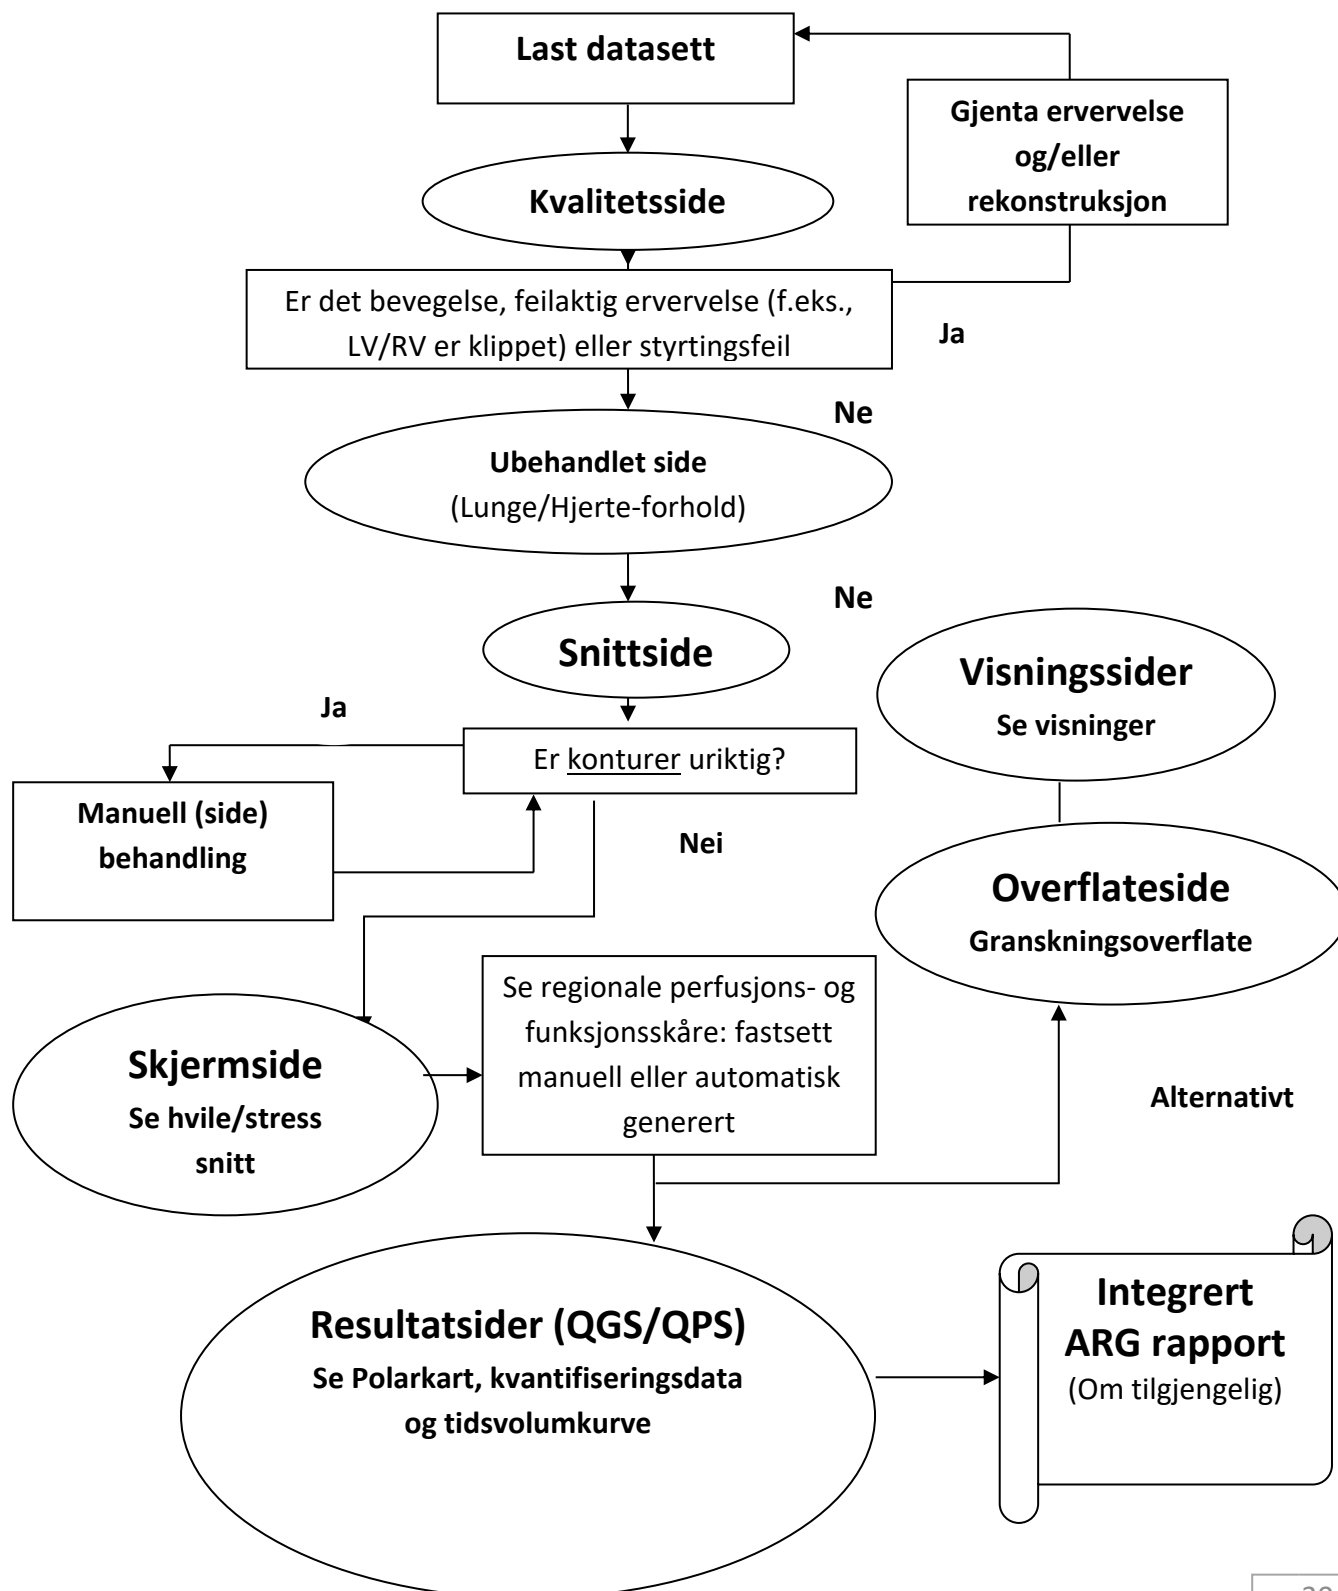 Last datasett
Gjenta ervervelse
og/eller
rekonstruksjon
Kvalitetsside
Er det bevegelse, feilaktig ervervelse (f.eks.,
LV/RV er klippet) eller styrtingsfeil
Ja
Ne
Ubehandlet side
(Lunge/Hjerte-forhold)
Ne
Snittside
Visningssider
Se visninger
Ja
Er konturer uriktig?
Manuell (side)
behandling
Nei
Overflateside
Granskningsoverflate
Se regionale perfusjons- og
funksjonsskåre: fastsett
manuell eller automatisk
generert
Skjermside
Se hvile/stress
snitt
Alternativt
Resultatsider (QGS/QPS)
Se Polarkart, kvantifiseringsdata
og tidsvolumkurve
Integrert
ARG rapport
(Om tilgjengelig)